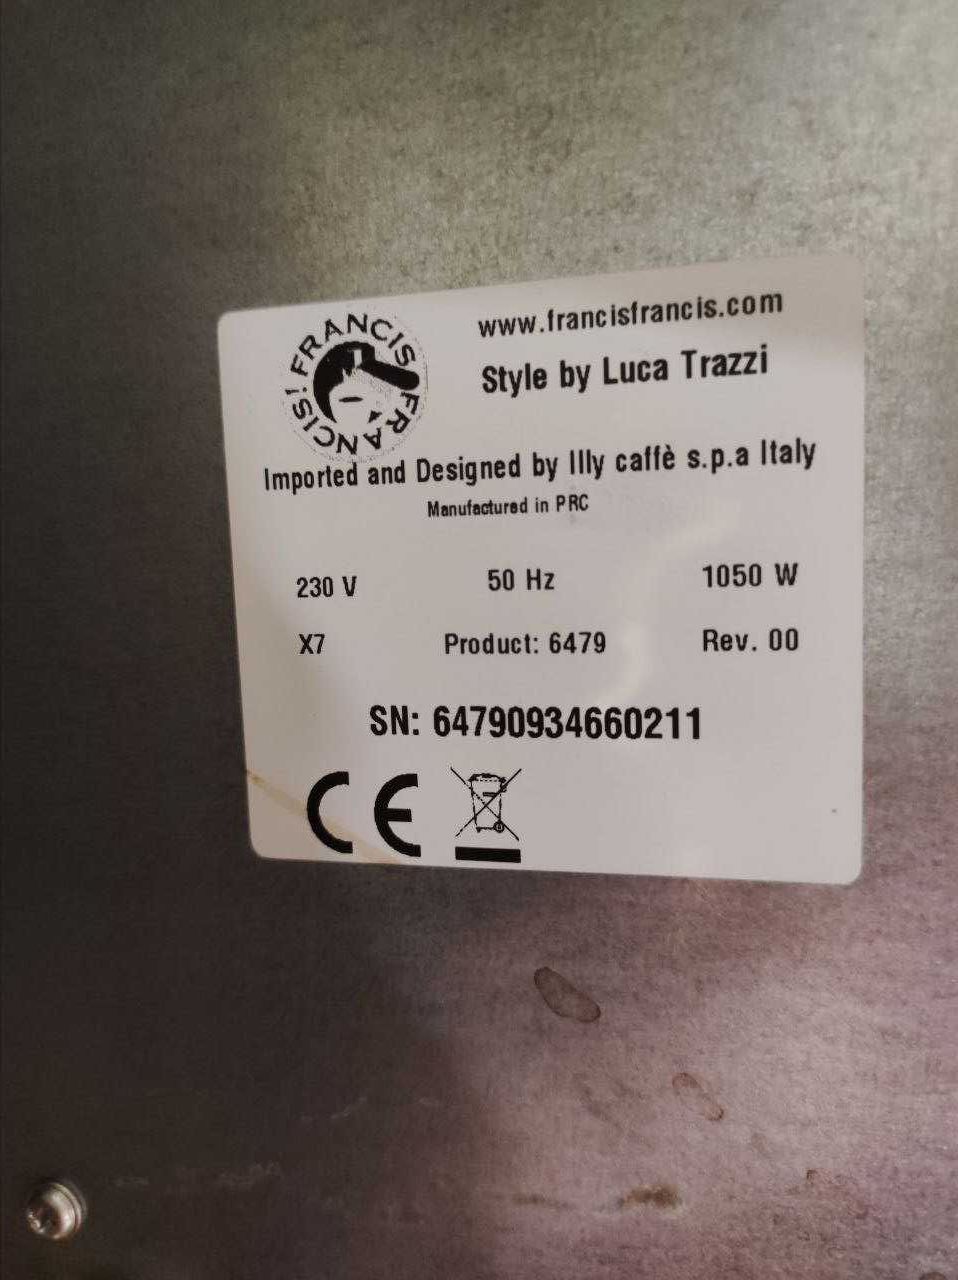 FRANCIS FRANCIS!
www.francisfrancis.com
Style by Luca Trazzi
Imported and Designed by Illy caffè s.p.a Italy
Manufactured in PRC
230 V 50 Hz 1050 W
X7 Product: 6479 Rev. 00
SN: 64790934660211
CE